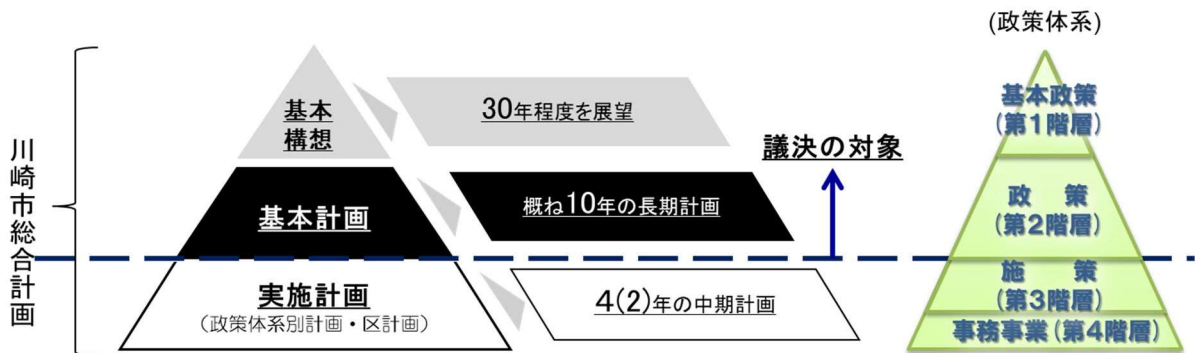 川崎市総合計画
基本
構想
30年程度を展望
基本計画
概ね10年の長期計画
実施計画
(政策体系別計画・区計画)
4(2)年の中期計画
議決の対象
(政策体系)
基本政策
(第1階層)
政　策
(第2階層)
施　策
(第3階層)
事務事業(第4階層)